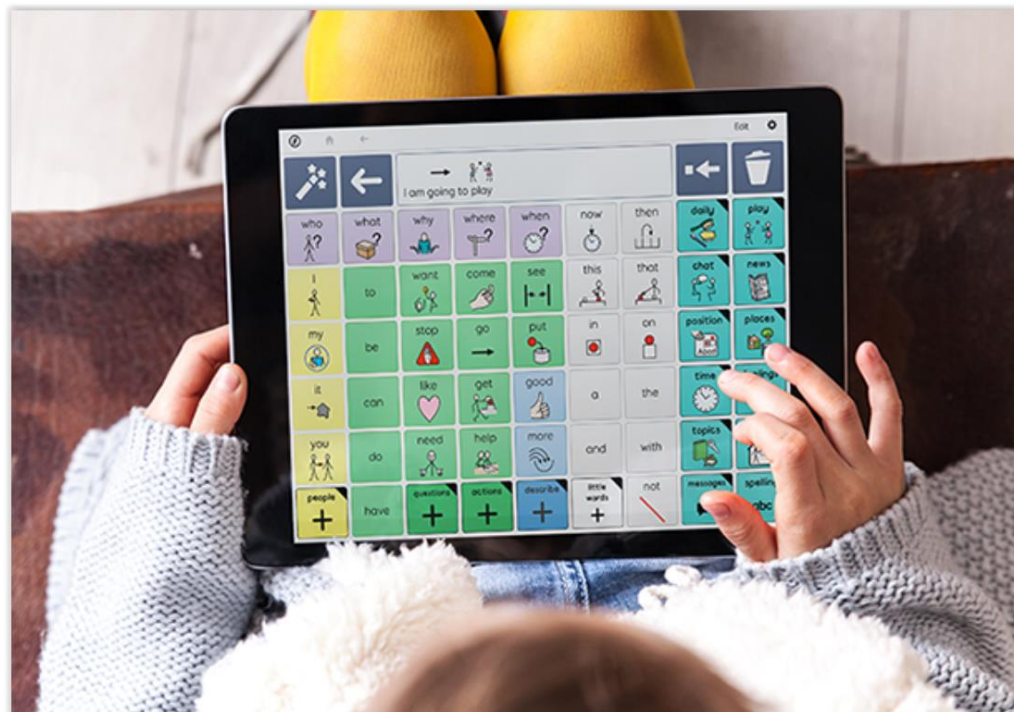 Edit
I am going to play
who what why where when now then daily play
I to want come see this that chat news
my be stop go put in on position places
it can like get good a the time
you do need help more and with topics
people have questions actions describe little words not messages spelling
abc